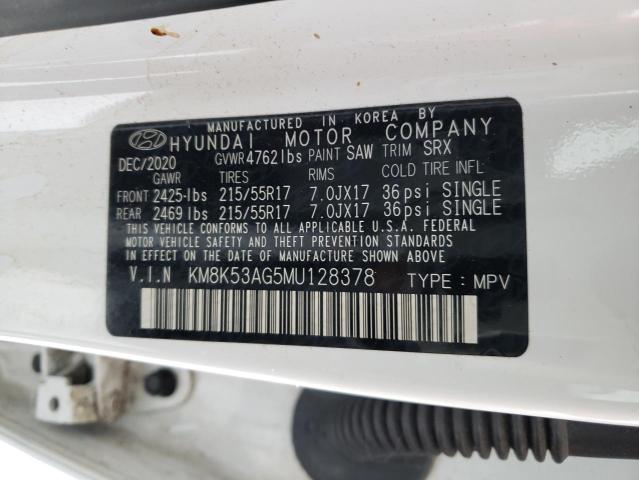 MANUFACTURED IN KOREA BY
HYUNDAI MOTOR COMPANY
DEC/2020 GVWR4762lbs PAINT SAW TRIM SRX
GAWR TIRES RIMS COLD TIRE INFL
FRONT 2425-lbs 215/55R17 7.0JX17 36psi SINGLE
REAR 2469 lbs 215/55R17 7.0JX17 36psi SINGLE
THIS VEHICLE CONFORMS TO ALL APPLICABLE U.S.A. FEDERAL
MOTOR VEHICLE SAFETY AND THEFT PREVENTION STANDARDS
IN EFFECT ON THE DATE OF MANUFACTURE SHOWN ABOVE.
V.I.N KM8K53AG5MU128378 TYPE : MPV